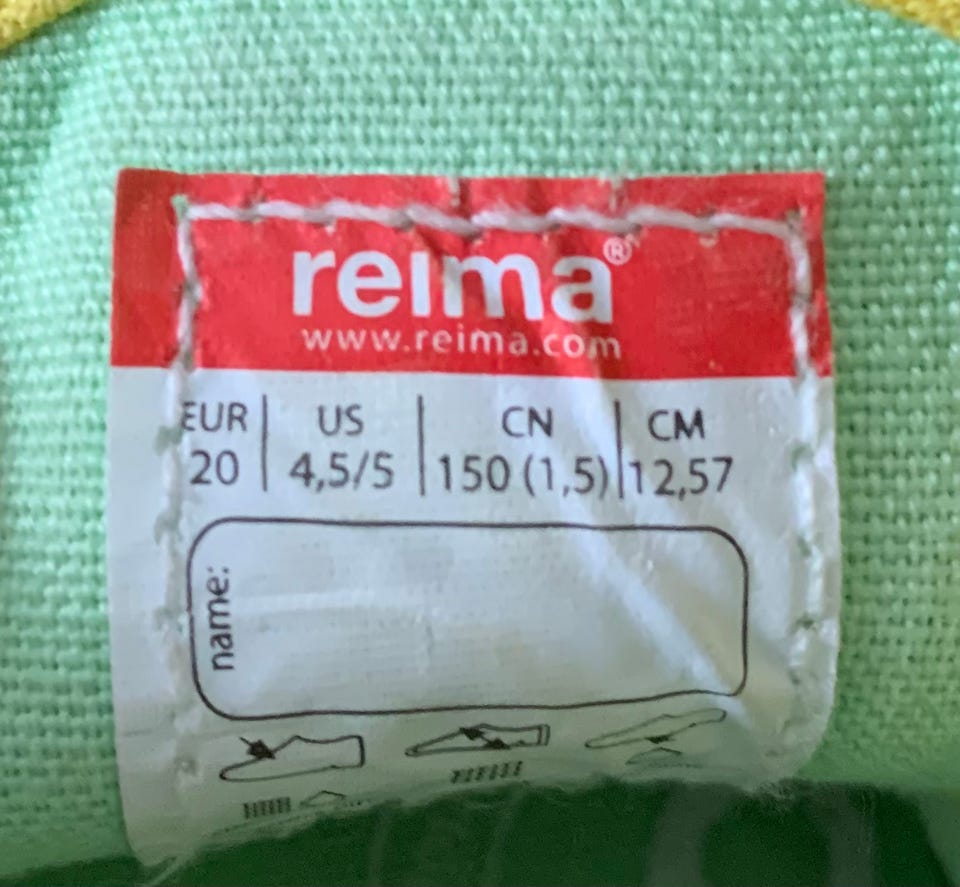 reima®
www.reima.com
EUR | US | CN | CM
20 | 4,5/5 | 150 (1,5) | 12,57
name: